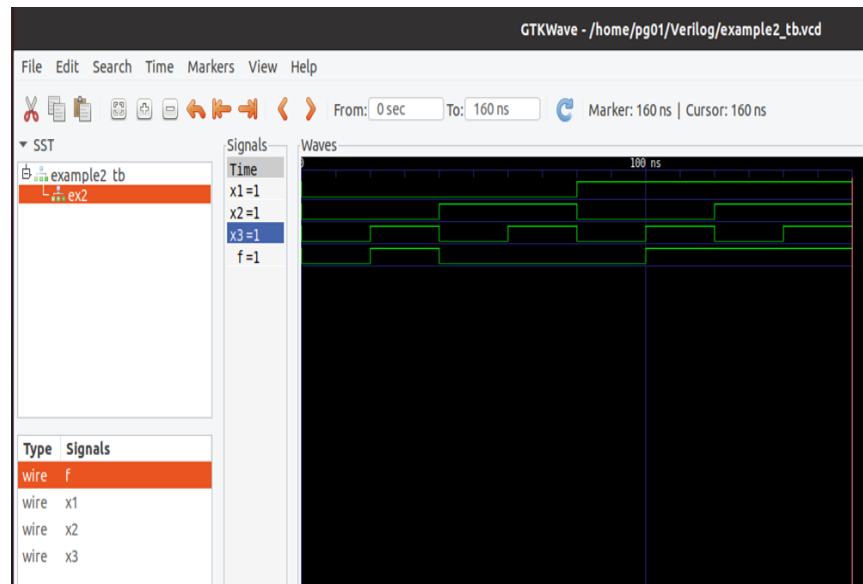 GTKWave - /home/pg01/Verilog/example2_tb.vcd
File Edit Search Time Markers View Help
From: 0 sec To: 160 ns Marker: 160 ns | Cursor: 160 ns
▼ SST
example2_tb
ex2
Signals
Time
x1=1
x2=1
x3=1
f=1
Waves
100 ns
Type Signals
wire f
wire x1
wire x2
wire x3